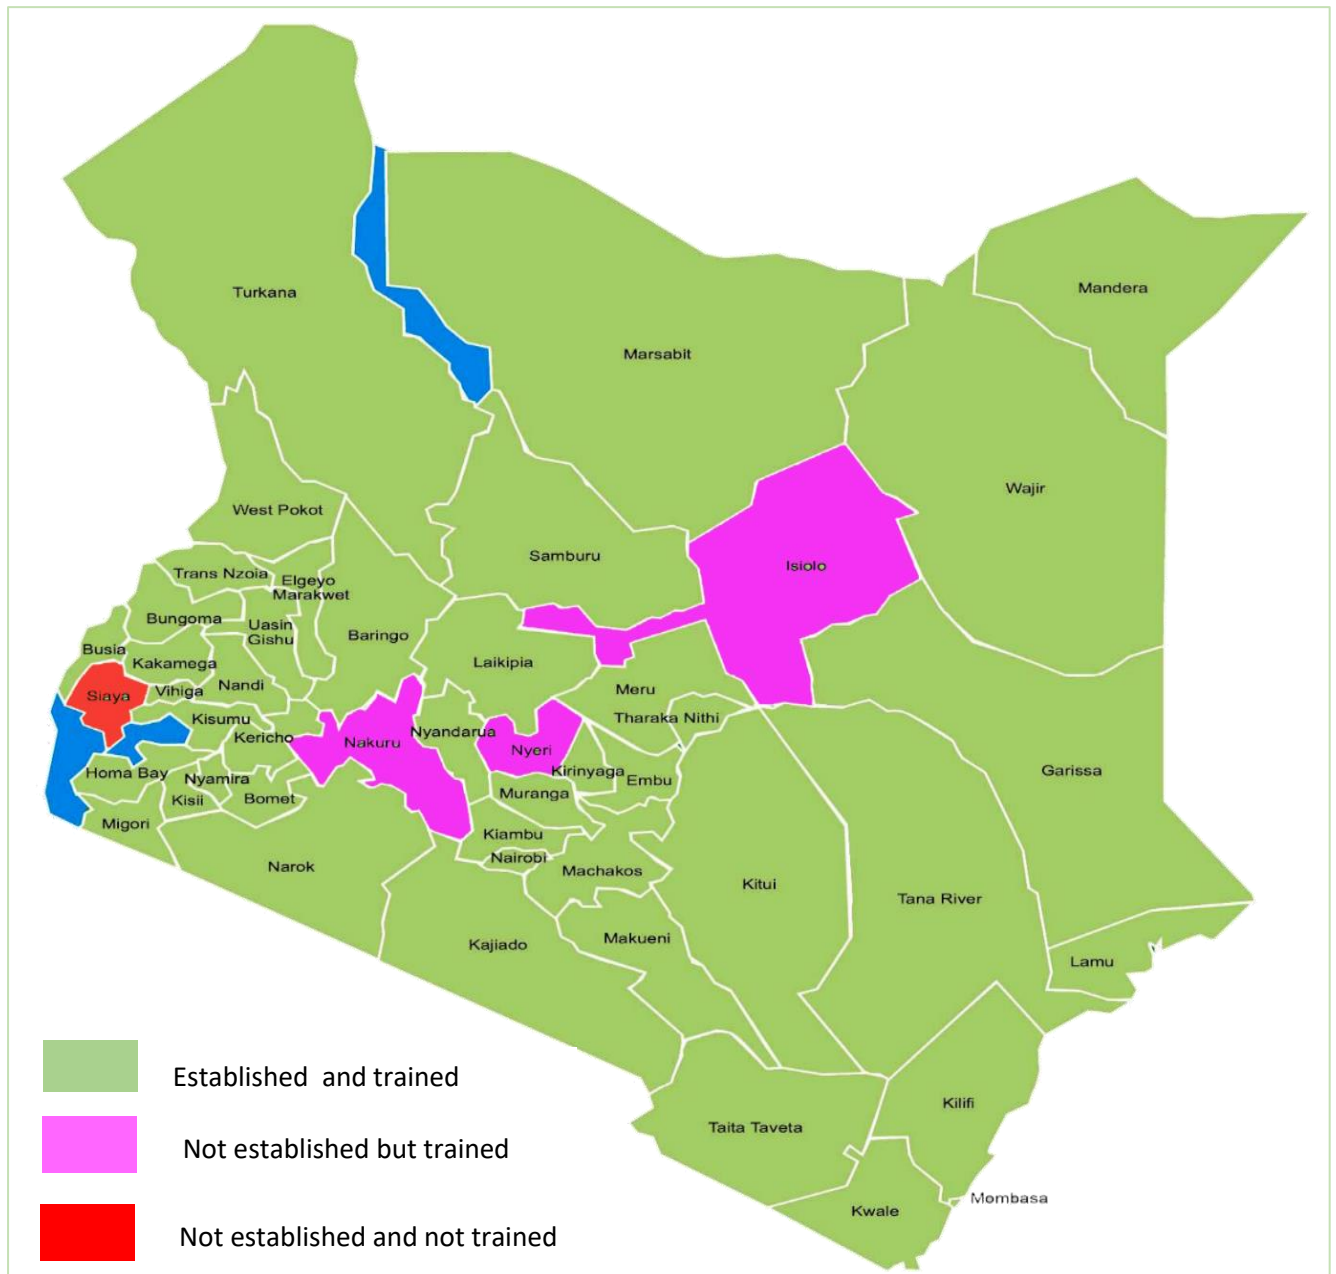 Mandera
Turkana
Marsabit
Wajir
West Pokot
Samburu
Isiolo
Trans Nzoia
Elgeyo
Marakwet
Bungoma
Uasin
Gishu
Baringo
Busia
Kakamega
Laikipia
Siaya
Vihiga
Nandi
Meru
Kisumu
Tharaka Nithi
Kericho
Nakuru
Nyandarua
Nyeri
Homa Bay
Nyamira
Kirinyaga
Embu
Garissa
Kisii
Bomet
Muranga
Migori
Kiambu
Nairobi
Narok
Machakos
Kitui
Tana River
Kajiado
Makueni
Lamu
Established and trained
Kilifi
Taita Taveta
Not established but trained
Mombasa
Kwale
Not established and not trained